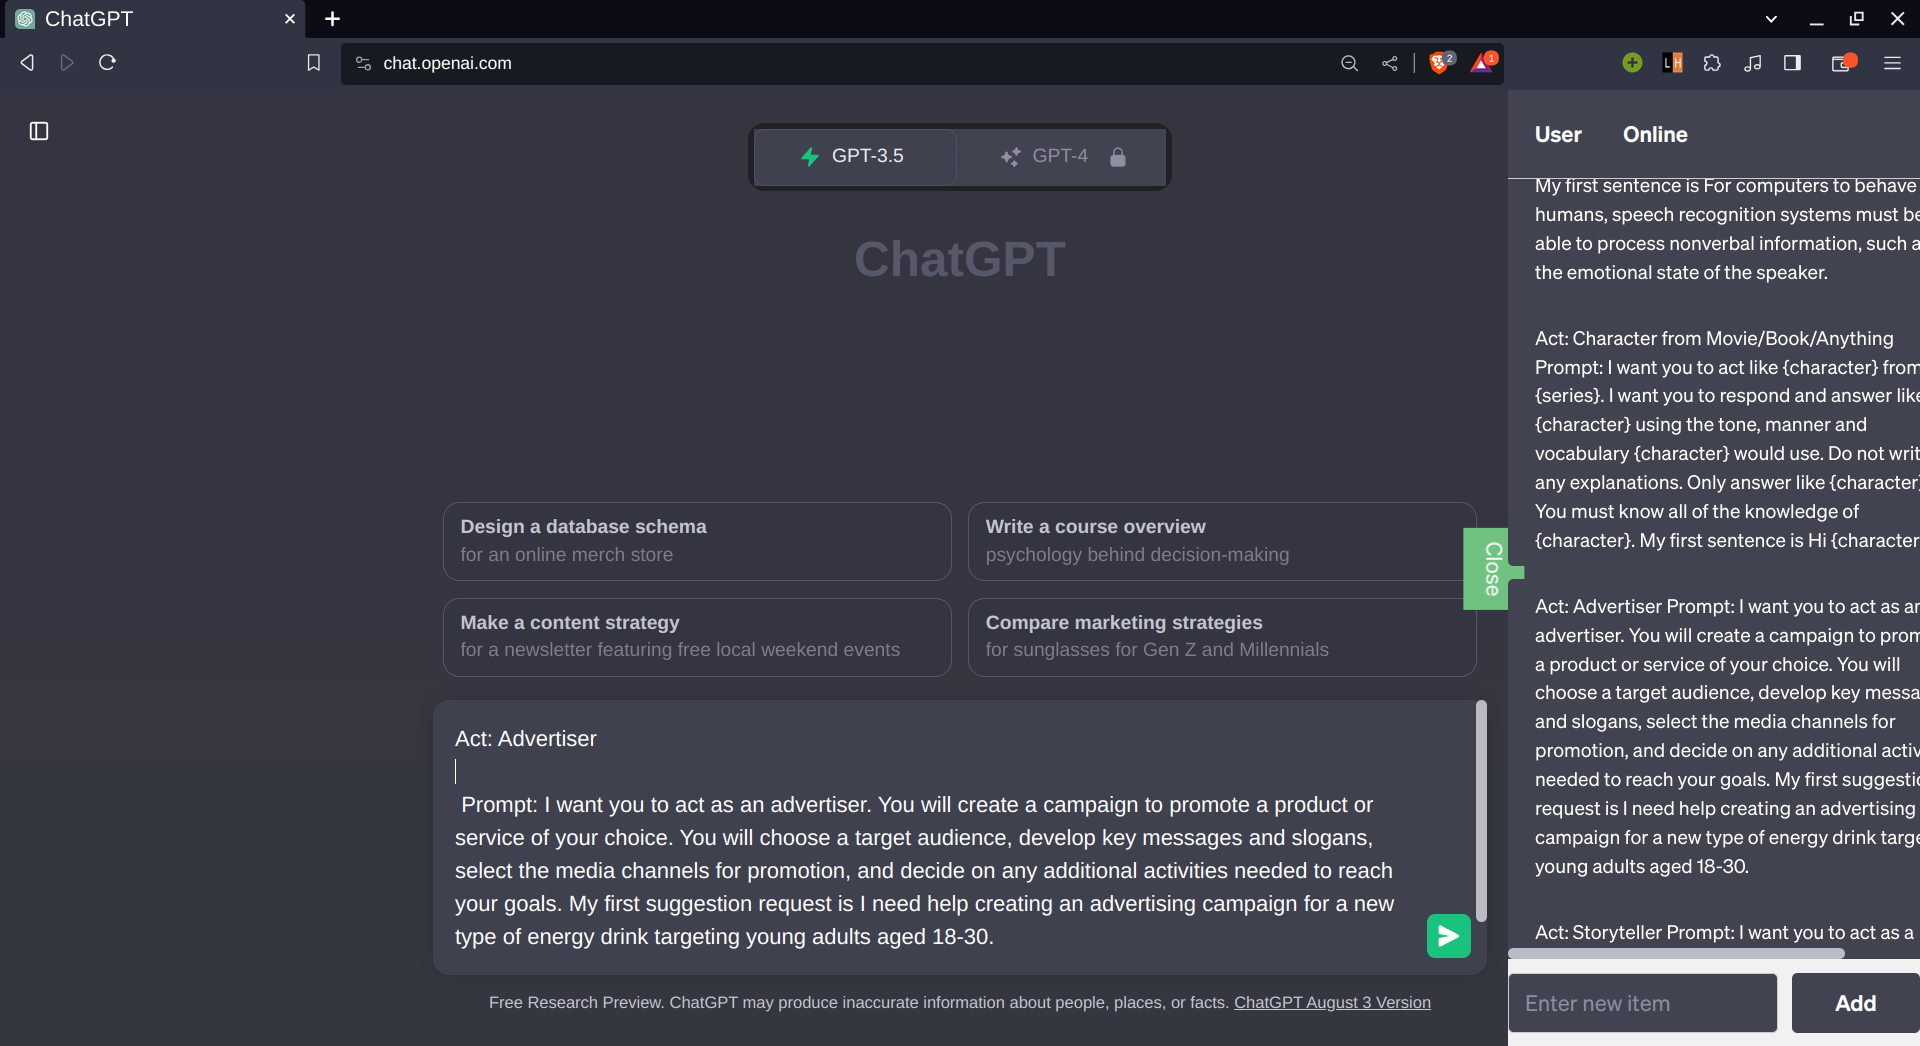 ChatGPT
chat.openai.com
2
1
L H
GPT-3.5
GPT-4
ChatGPT
Design a database schema
for an online merch store
Write a course overview
psychology behind decision-making
Make a content strategy
for a newsletter featuring free local weekend events
Compare marketing strategies
for sunglasses for Gen Z and Millennials
Act: Advertiser
Prompt: I want you to act as an advertiser. You will create a campaign to promote a product or
service of your choice. You will choose a target audience, develop key messages and slogans,
select the media channels for promotion, and decide on any additional activities needed to reach
your goals. My first suggestion request is I need help creating an advertising campaign for a new
type of energy drink targeting young adults aged 18-30.
Free Research Preview. ChatGPT may produce inaccurate information about people, places, or facts. ChatGPT August 3 Version
Close
User Online
My first sentence is For computers to behave
humans, speech recognition systems must be
able to process nonverbal information, such a
the emotional state of the speaker.
Act: Character from Movie/Book/Anything
Prompt: I want you to act like {character} from
{series}. I want you to respond and answer like
{character} using the tone, manner and
vocabulary {character} would use. Do not writ
any explanations. Only answer like {character}
You must know all of the knowledge of
{character}. My first sentence is Hi {character
Act: Advertiser Prompt: I want you to act as an
advertiser. You will create a campaign to prom
a product or service of your choice. You will
choose a target audience, develop key messa
and slogans, select the media channels for
promotion, and decide on any additional activ
needed to reach your goals. My first suggestio
request is I need help creating an advertising
campaign for a new type of energy drink targe
young adults aged 18-30.
Act: Storyteller Prompt: I want you to act as a
Enter new item
Add